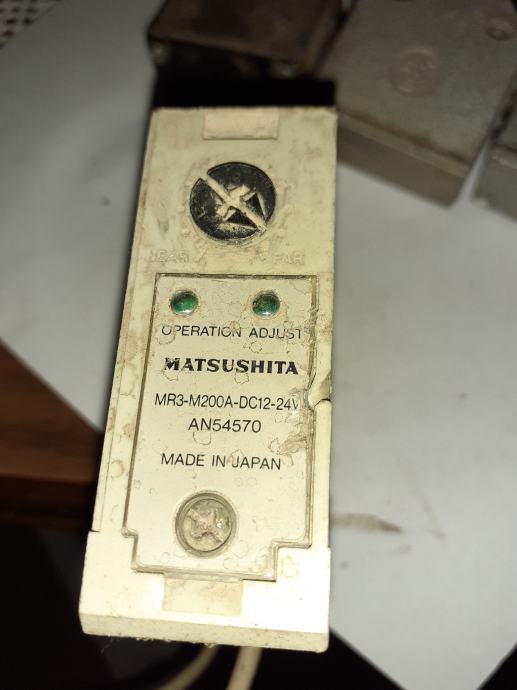 NEAR FAR
OPERATION ADJUST
MATSUSHITA
MR3-M200A-DC12-24V
AN54570
MADE IN JAPAN